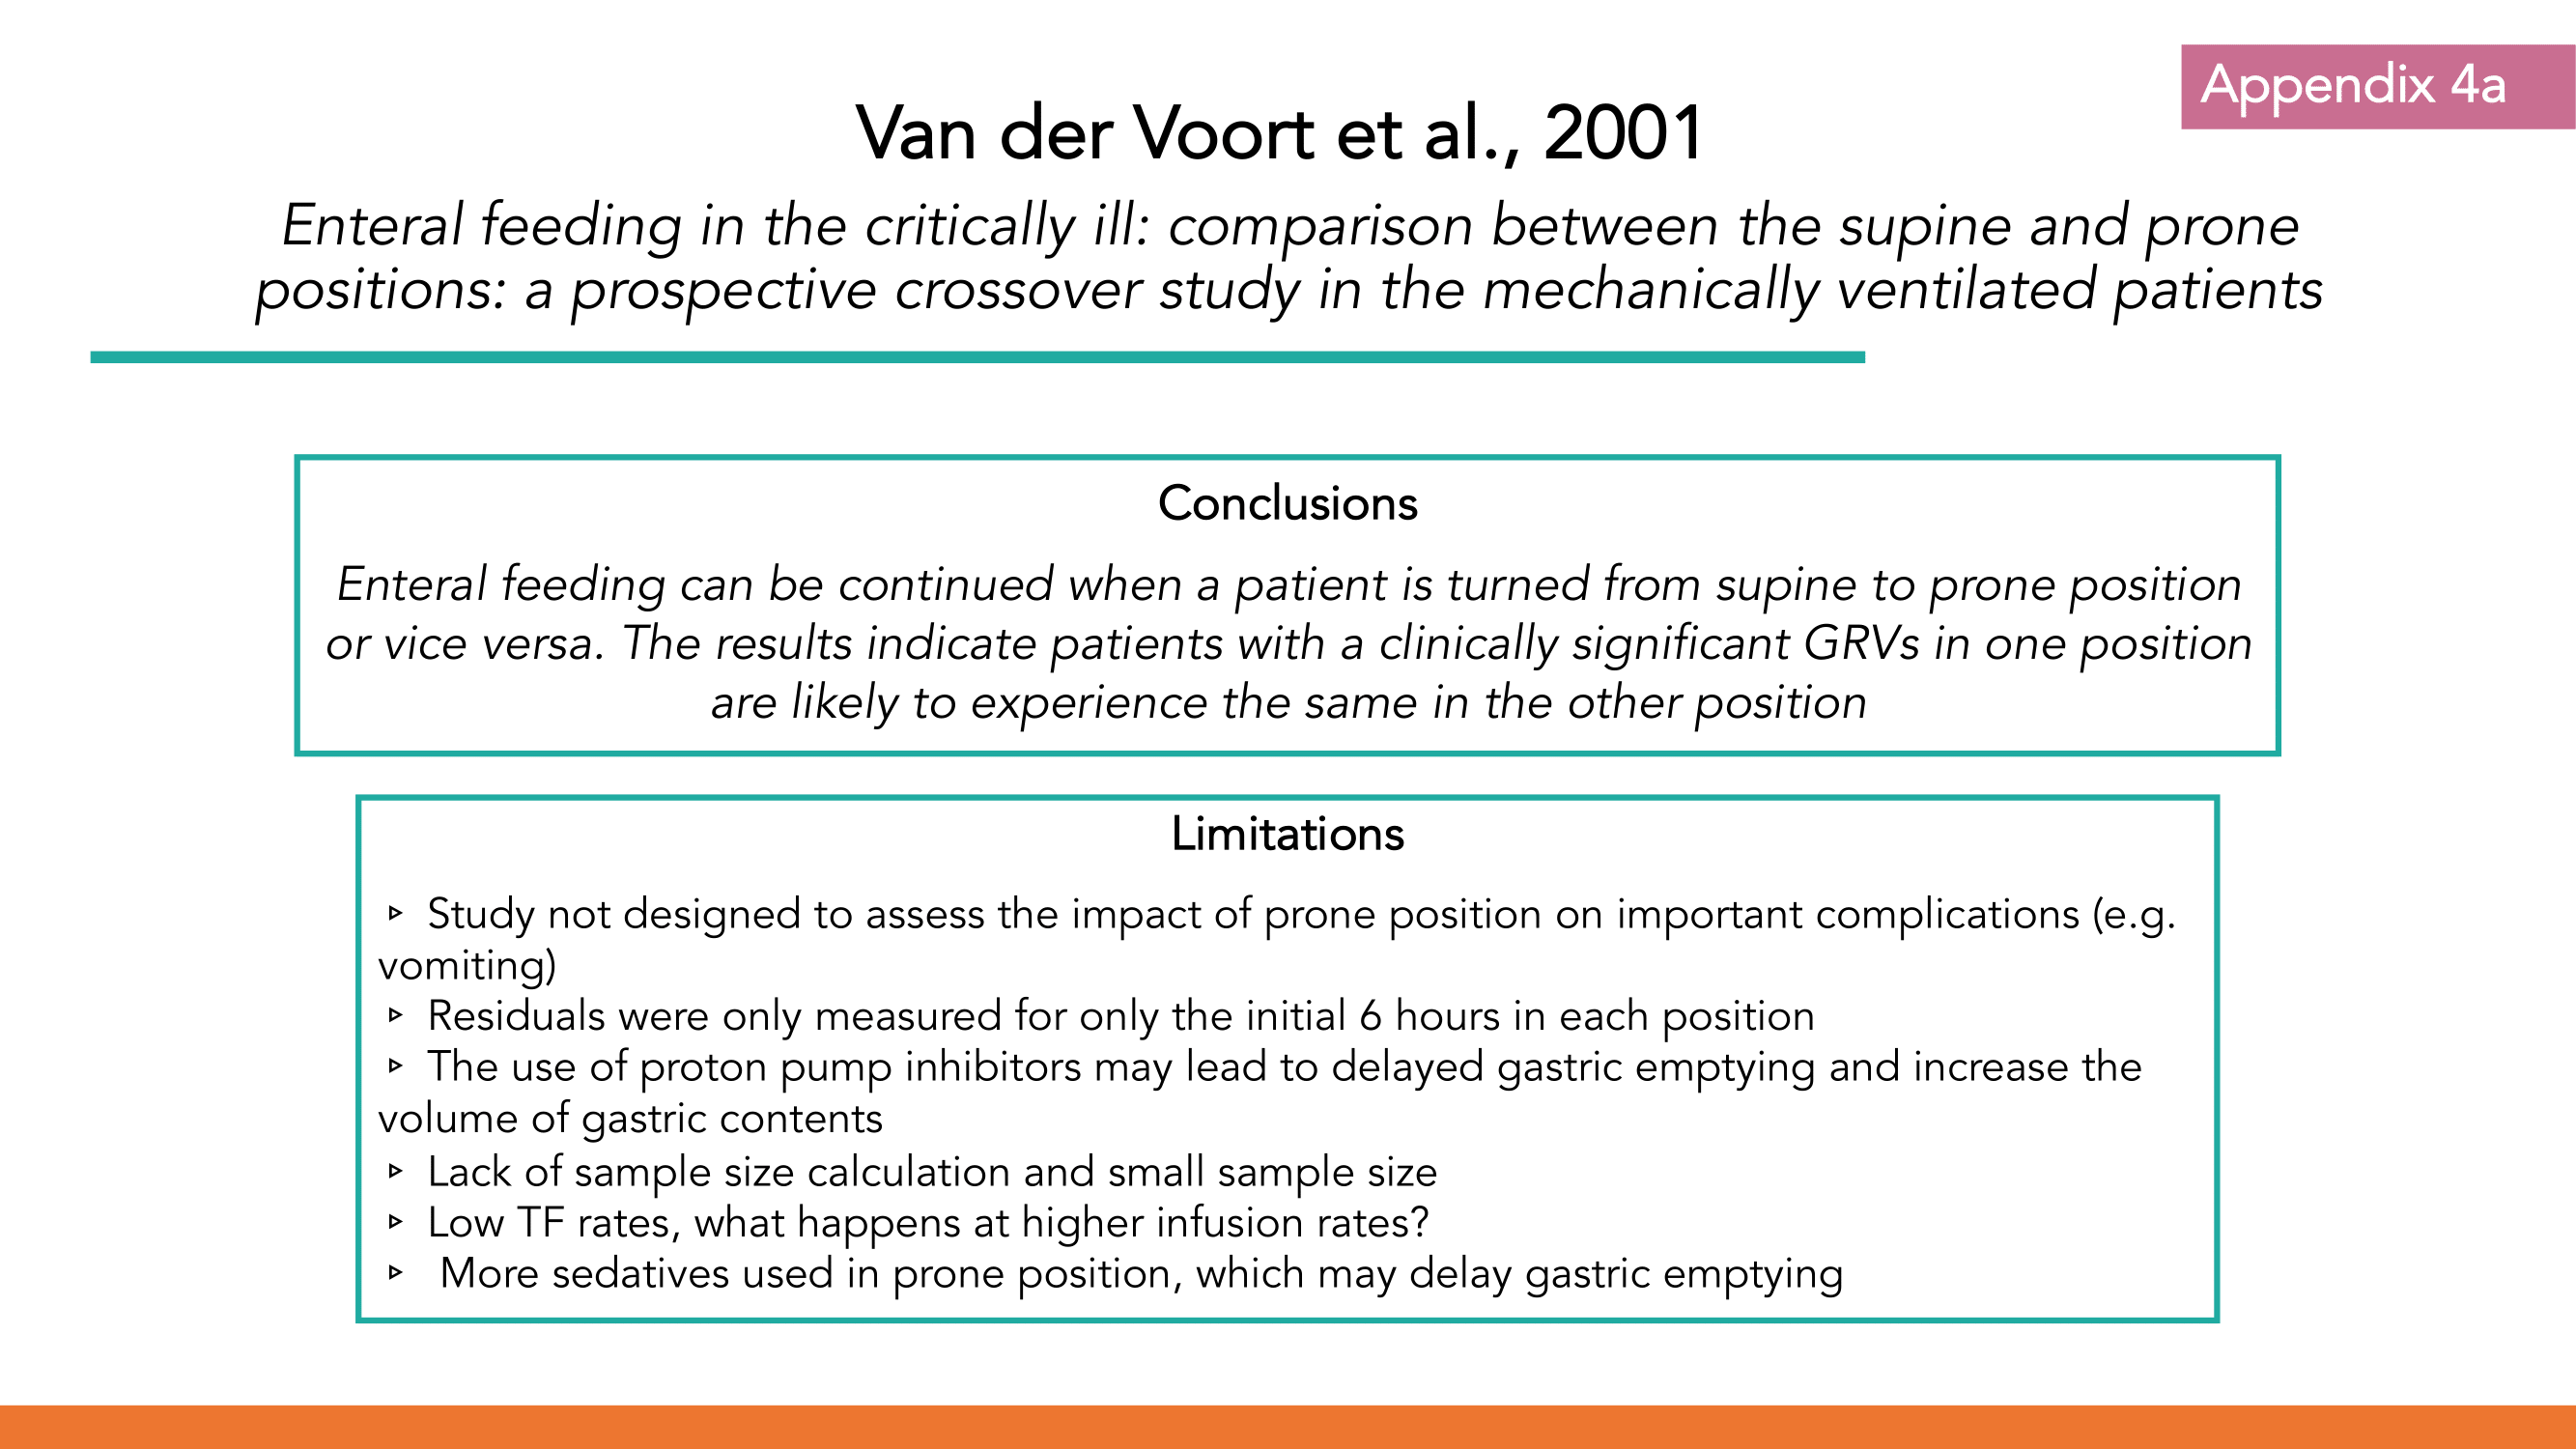 Appendix 4a
Van der Voort et al., 2001
Enteral feeding in the critically ill: comparison between the supine and prone
positions: a prospective crossover study in the mechanically ventilated patients
Conclusions
Enteral feeding can be continued when a patient is turned from supine to prone position
or vice versa. The results indicate patients with a clinically significant GRVs in one position
are likely to experience the same in the other position
Limitations
▹ Study not designed to assess the impact of prone position on important complications (e.g.
vomiting)
▹ Residuals were only measured for only the initial 6 hours in each position
▹ The use of proton pump inhibitors may lead to delayed gastric emptying and increase the
volume of gastric contents
▹ Lack of sample size calculation and small sample size
▹ Low TF rates, what happens at higher infusion rates?
▹ More sedatives used in prone position, which may delay gastric emptying